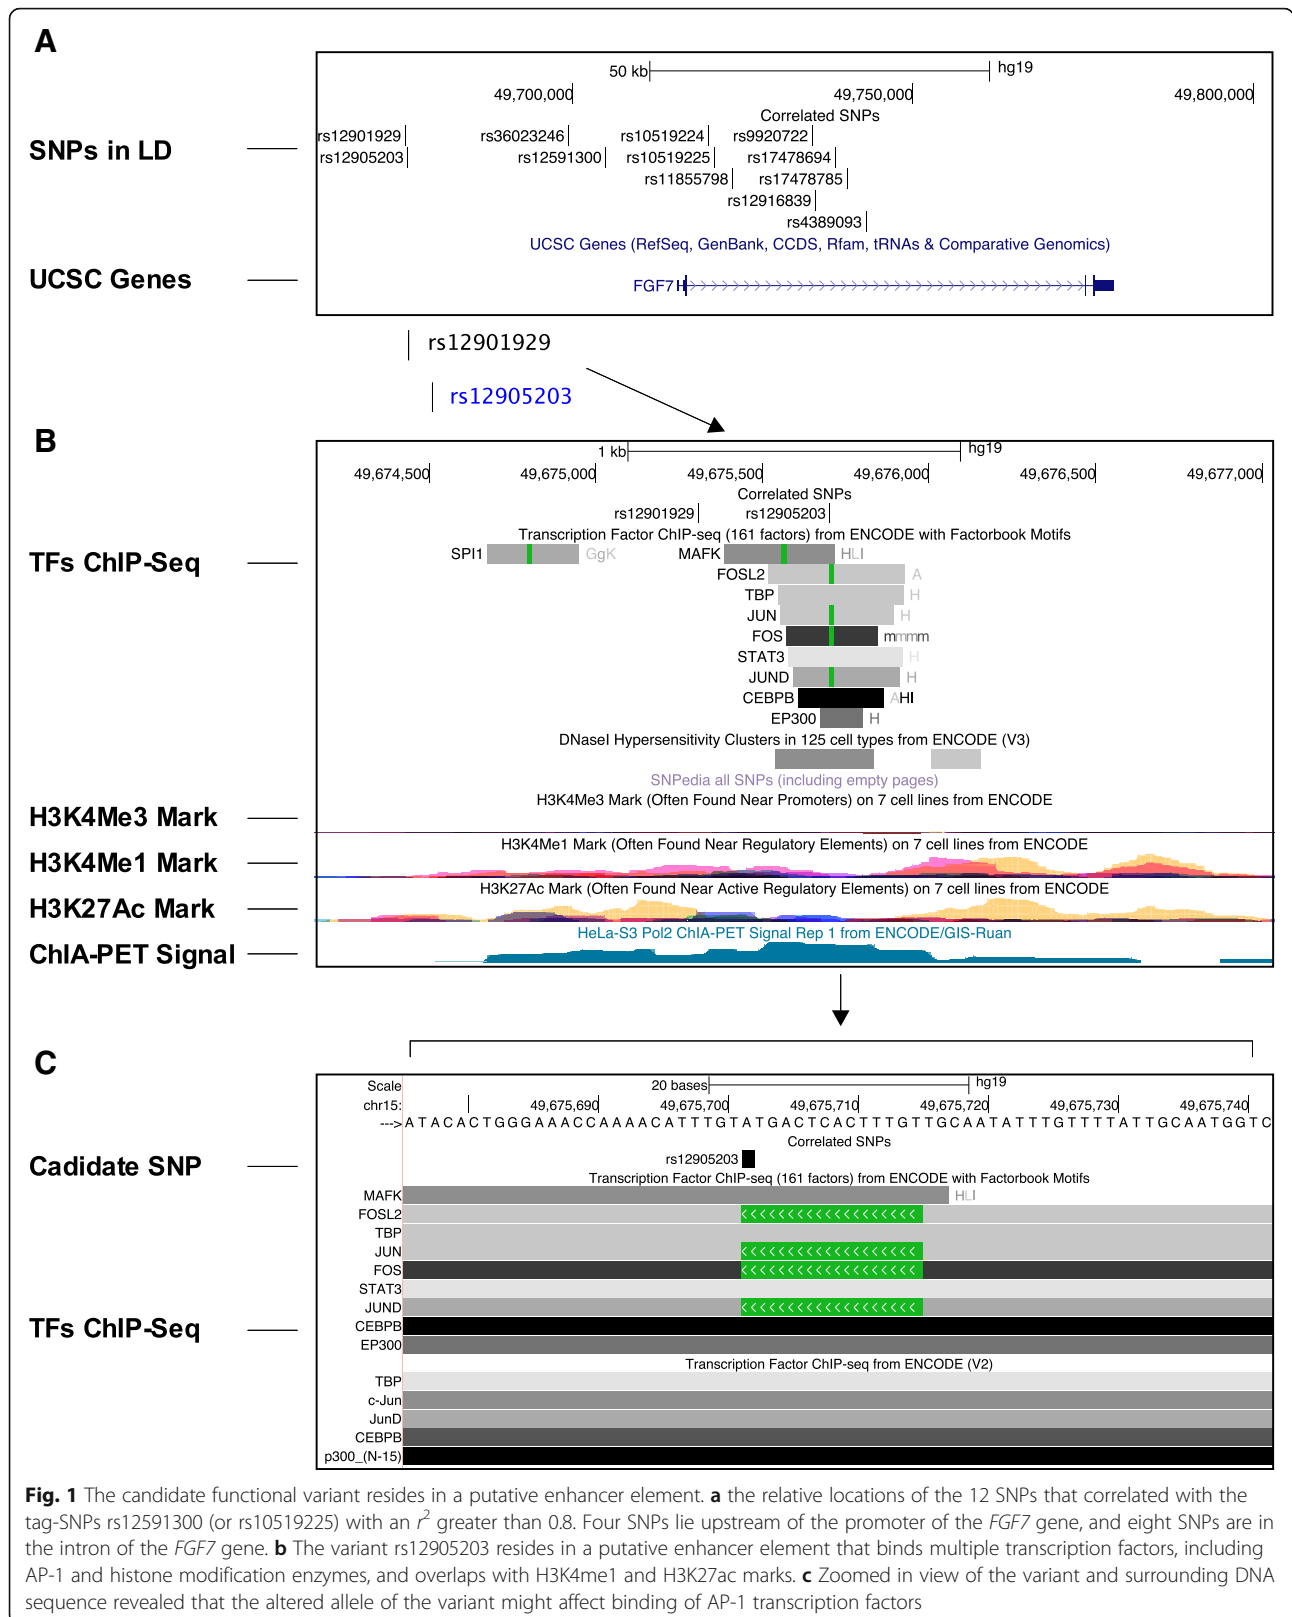 A
50 kb
hg19
49,700,000
49,750,000
49,800,000
Correlated SNPs
SNPs in LD
rs12901929
rs36023246
rs10519224
rs9920722
rs12905203
rs12591300
rs10519225
rs17478694
rs11855798
rs17478785
rs12916839
rs4389093
UCSC Genes (RefSeq, GenBank, CCDS, Rfam, tRNAs & Comparative Genomics)
UCSC Genes
FGF7
rs12901929
rs12905203
B
1 kb
hg19
49,674,500
49,675,000
49,675,500
49,676,000
49,676,500
49,677,000
Correlated SNPs
rs12901929
rs12905203
Transcription Factor ChIP-seq (161 factors) from ENCODE with Factorbook Motifs
TFs ChIP-Seq
SPI1 GgK
MAFK HLI
FOSL2 A
TBP H
JUN H
FOS mmmm
STAT3 H
JUND H
CEBPB AHI
EP300 H
DNaseI Hypersensitivity Clusters in 125 cell types from ENCODE (V3)
SNPedia all SNPs (including empty pages)
H3K4Me3 Mark (Often Found Near Promoters) on 7 cell lines from ENCODE
H3K4Me3 Mark
H3K4Me1 Mark (Often Found Near Regulatory Elements) on 7 cell lines from ENCODE
H3K4Me1 Mark
H3K27Ac Mark (Often Found Near Active Regulatory Elements) on 7 cell lines from ENCODE
H3K27Ac Mark
HeLa-S3 Pol2 ChIA-PET Signal Rep 1 from ENCODE/GIS-Ruan
ChIA-PET Signal
C
Scale
20 bases
hg19
chr15:
49,675,690
49,675,700
49,675,710
49,675,720
49,675,730
49,675,740
---> A T A C A C T G G G A A A C C A A A A C A T T T G T A T G A C T C A C T T T G T T G C A A T A T T T G T T T T A T T G C A A T G G T C
Correlated SNPs
Cadidate SNP
rs12905203
Transcription Factor ChIP-seq (161 factors) from ENCODE with Factorbook Motifs
MAFK HLI
FOSL2
TBP
JUN
FOS
STAT3
JUND
TFs ChIP-Seq
CEBPB
EP300
Transcription Factor ChIP-seq from ENCODE (V2)
TBP
c-Jun
JunD
CEBPB
p300_(N-15)
Fig. 1 The candidate functional variant resides in a putative enhancer element. a the relative locations of the 12 SNPs that correlated with the
tag-SNPs rs12591300 (or rs10519225) with an r2 greater than 0.8. Four SNPs lie upstream of the promoter of the FGF7 gene, and eight SNPs are in
the intron of the FGF7 gene. b The variant rs12905203 resides in a putative enhancer element that binds multiple transcription factors, including
AP-1 and histone modification enzymes, and overlaps with H3K4me1 and H3K27ac marks. c Zoomed in view of the variant and surrounding DNA
sequence revealed that the altered allele of the variant might affect binding of AP-1 transcription factors